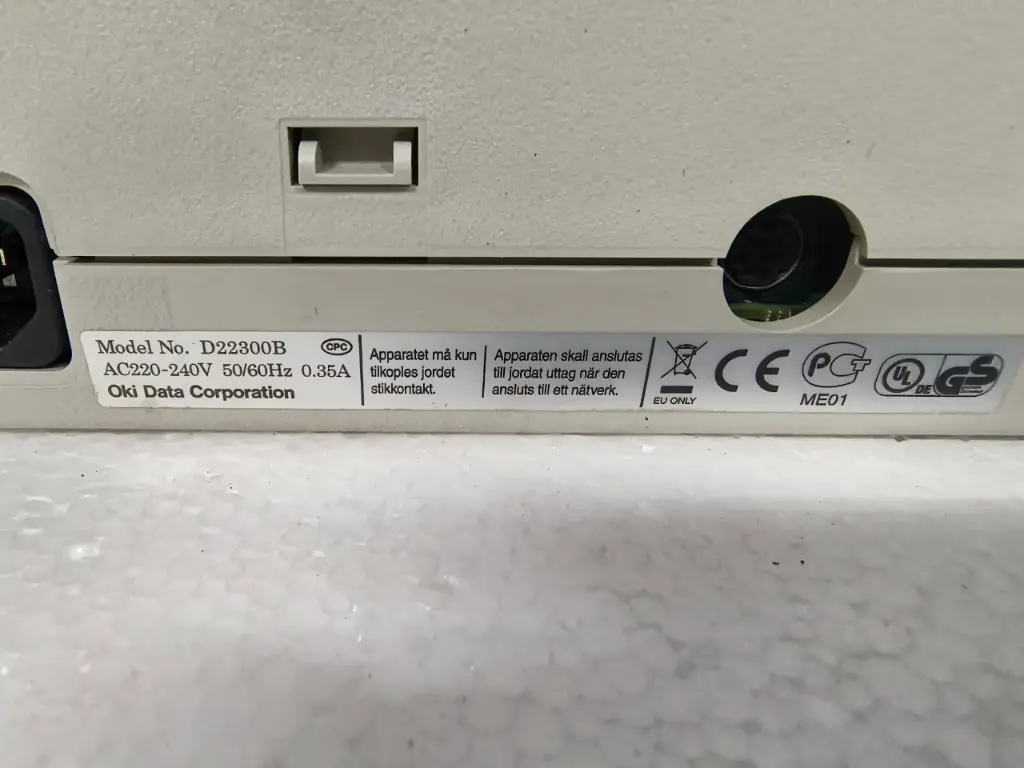 Model No. D22300B CPC
AC220-240V 50/60Hz 0.35A
Oki Data Corporation
Apparatet må kun
tilkoples jordet
stikkontakt.
Apparaten skall anslutas
till jordat uttag när den
ansluts till ett nätverk.
EU ONLY
CE
PCT
ME01
UL DE GS